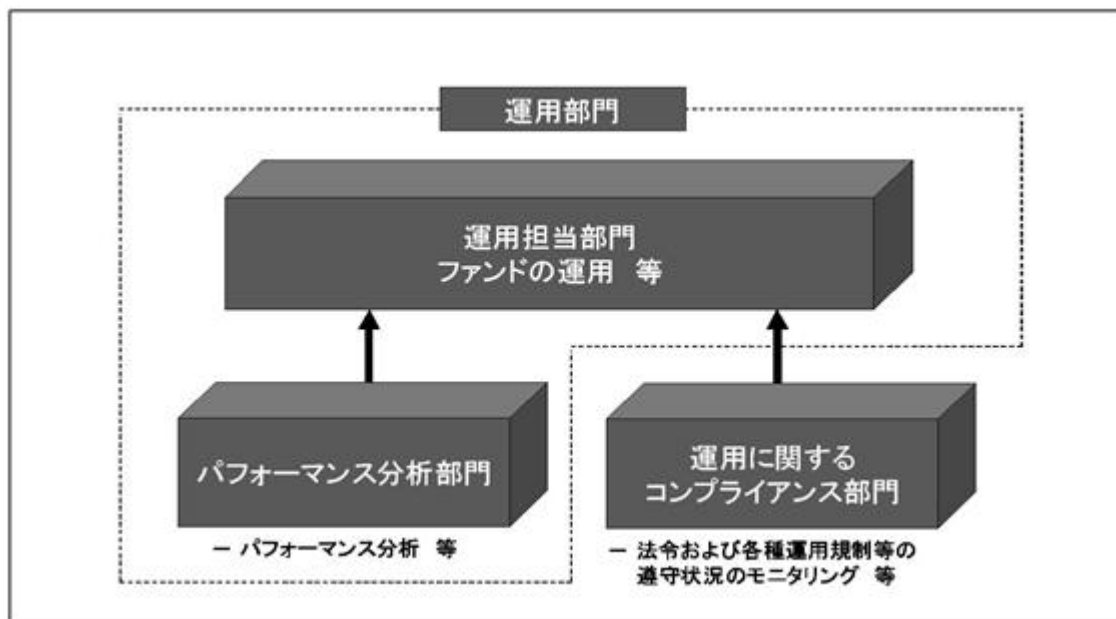 運用部門
運用担当部門
ファンドの運用 等
パフォーマンス分析部門
運用に関する
コンプライアンス部門
ー パフォーマンス分析 等
ー 法令および各種運用規制等の
遵守状況のモニタリング 等